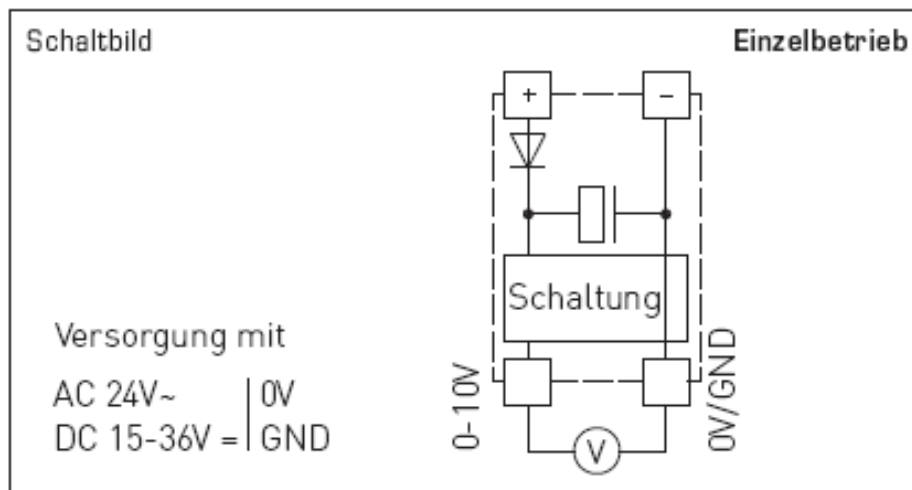 Schaltbild
Einzelbetrieb
+
−
Schaltung
Versorgung mit
AC 24V~ 0V
DC 15-36V = GND
0-10V
0V/GND
V